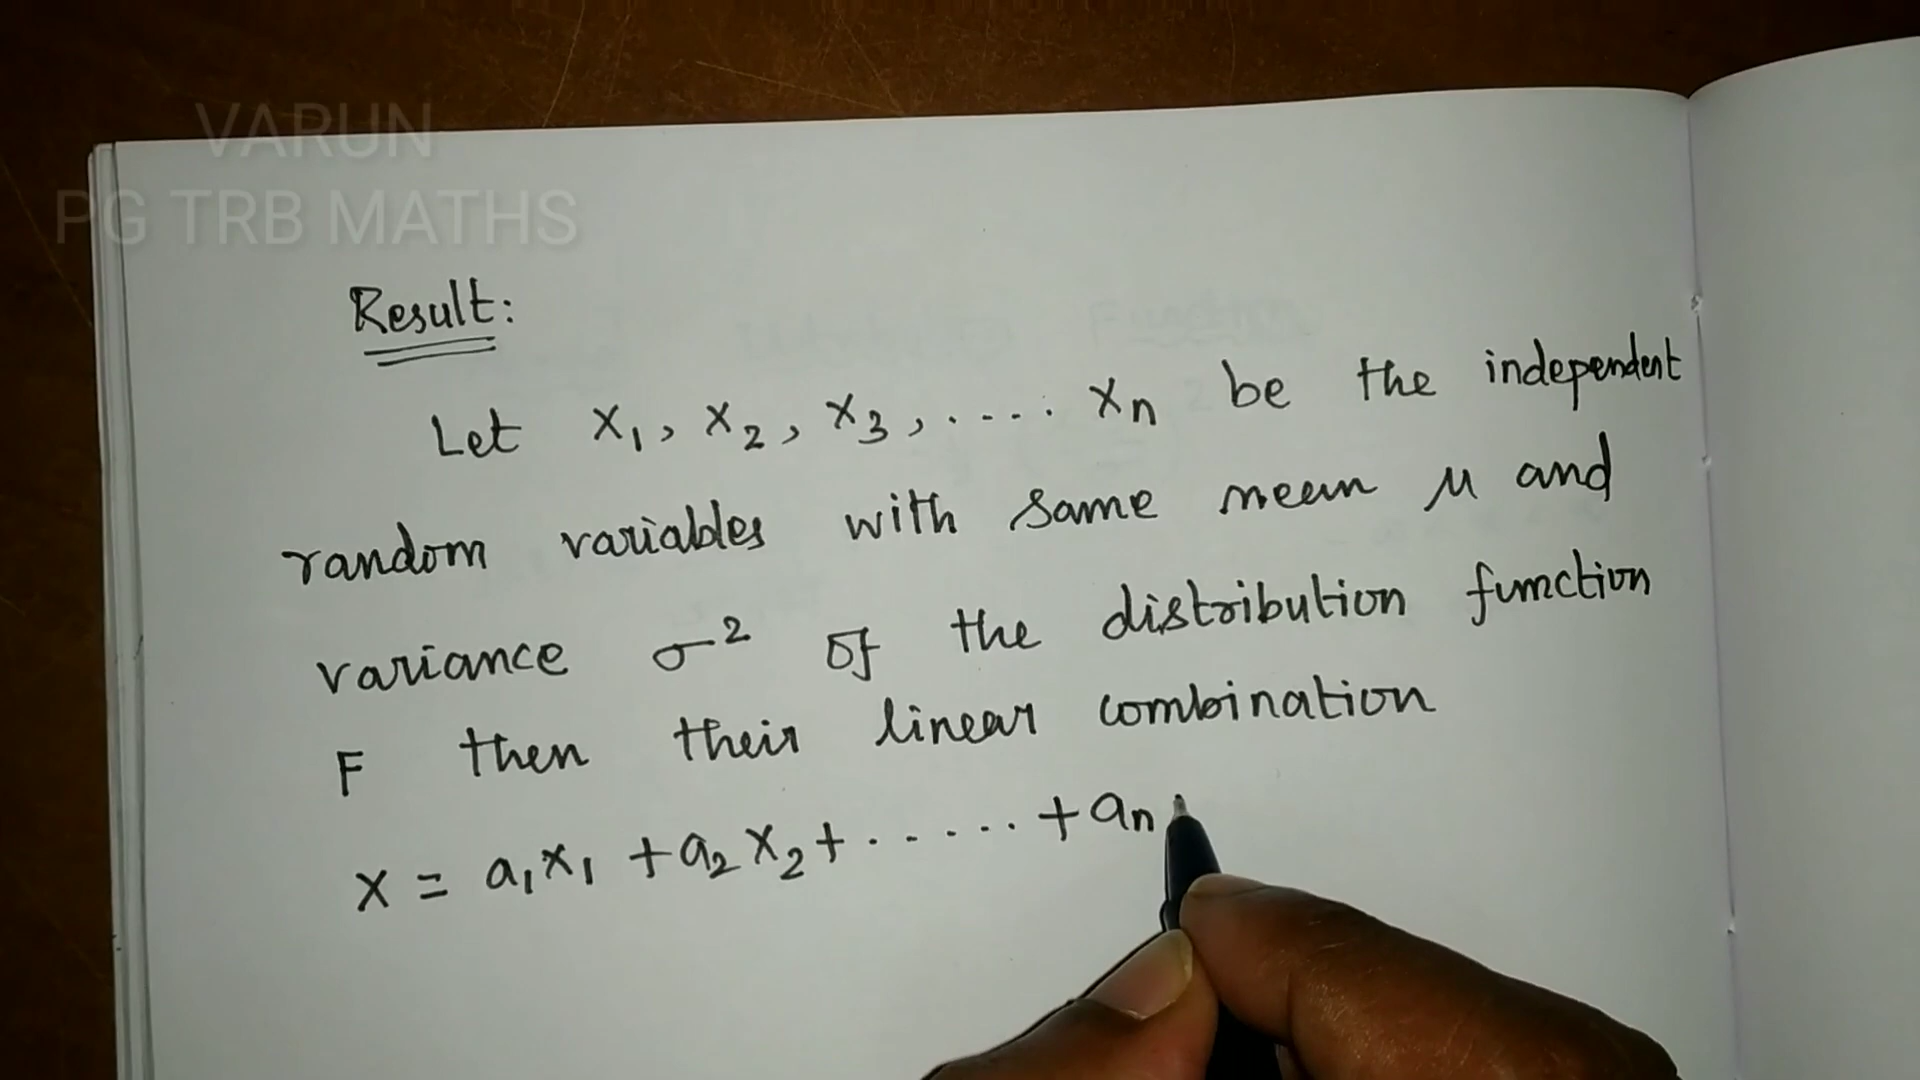 VARUN
PG TRB MATHS
Result:
Let X₁, X₂, X₃, .... Xn be the independent
random variables with same mean μ and
variance σ² of the distribution function
F then their linear combination
X = a₁X₁ + a₂X₂ + ..... + an